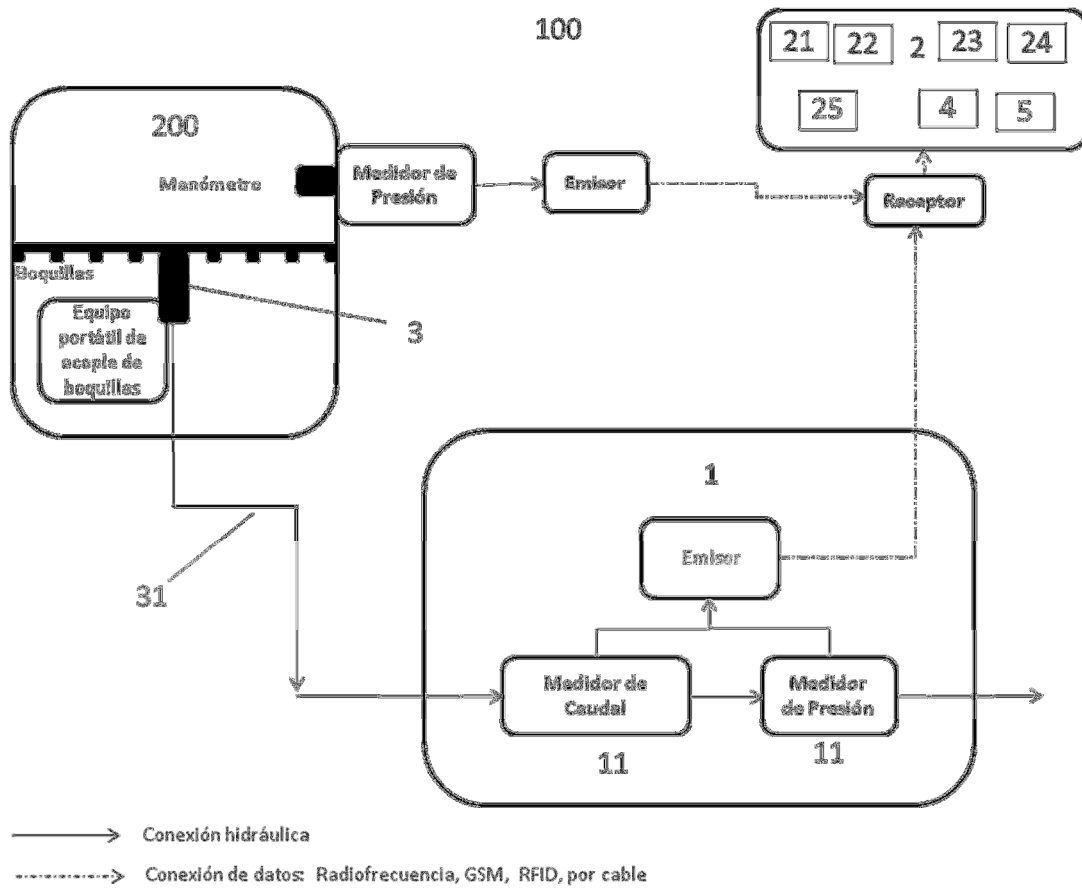 100
21 22 2 23 24
25 4 5
200
Manómetro
Medidor de
Presión
Emisor
Receptor
Boquillas
Equipo
portátil de
acople de
boquillas
3
31
1
Emisor
Medidor de
Caudal
Medidor
de Presión
11
11
Conexión hidráulica
Conexión de datos: Radiofrecuencia, GSM, RFID, por cable